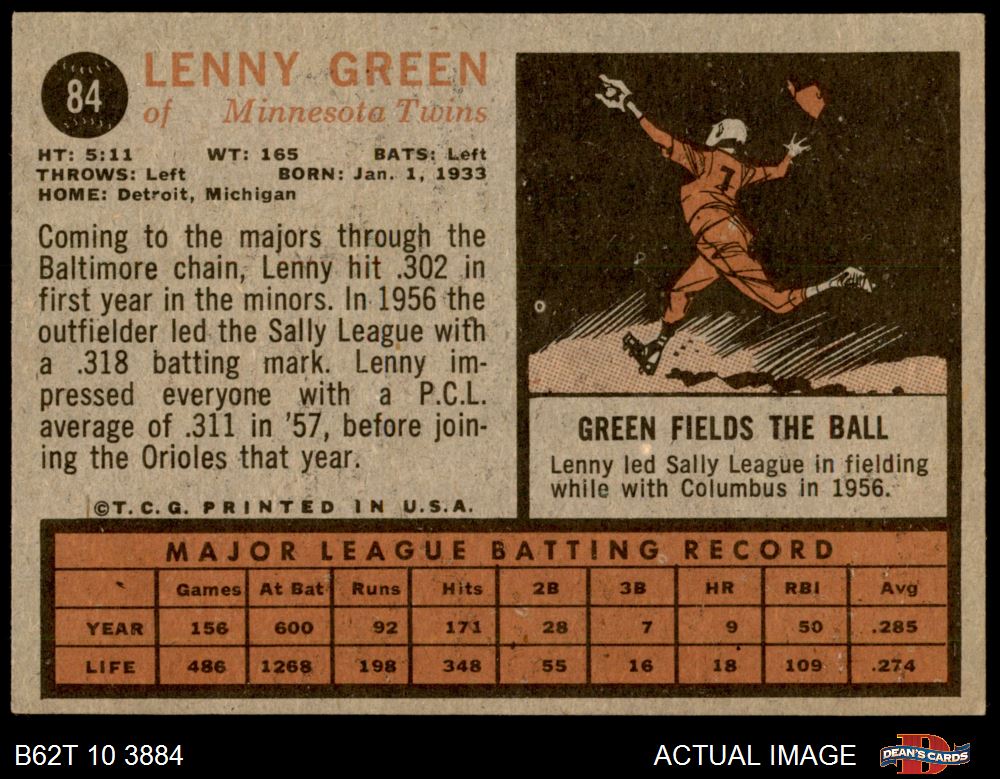 84
LENNY GREEN
of Minnesota Twins
HT: 5:11 WT: 165 BATS: Left
THROWS: Left BORN: Jan. 1, 1933
HOME: Detroit, Michigan
Coming to the majors through the
Baltimore chain, Lenny hit .302 in
first year in the minors. In 1956 the
outfielder led the Sally League with
a .318 batting mark. Lenny im-
pressed everyone with a P.C.L.
average of .311 in '57, before join-
ing the Orioles that year.
©T. C. G. PRINTED IN U.S.A.
7
GREEN FIELDS THE BALL
Lenny led Sally League in fielding
while with Columbus in 1956.
MAJOR LEAGUE BATTING RECORD
Games At Bat Runs Hits 2B 3B HR RBI Avg
YEAR 156 600 92 171 28 7 9 50 .285
LIFE 486 1268 198 348 55 16 18 109 .274
B62T 10 3884 ACTUAL IMAGE DEAN'S CARDS